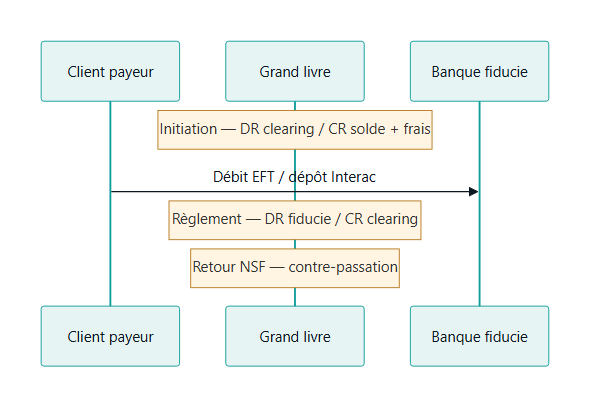 Client payeur
Grand livre
Banque fiducie
Initiation — DR clearing / CR solde + frais
Débit EFT / dépôt Interac
Règlement — DR fiducie / CR clearing
Retour NSF — contre-passation
Client payeur
Grand livre
Banque fiducie